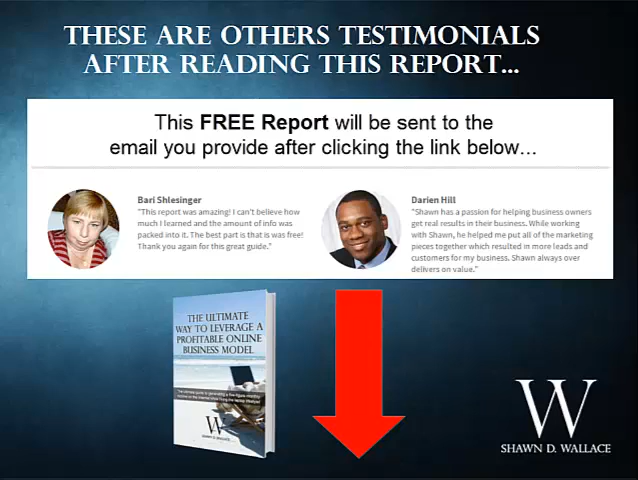 THESE ARE OTHERS TESTIMONIALS
AFTER READING THIS REPORT...
This FREE Report will be sent to the
email you provide after clicking the link below...
Bari Shlesinger
"This report was amazing! I can't believe how
much I learned and the amount of info was
packed into it. The best part is that is was free!
Thank you again for this great guide."
Darien Hill
"Shawn has a passion for helping business owners
get real results in their business. While working
with Shawn, he helped me put all of the marketing
pieces together which resulted in more leads and
customers for my business. Shawn always over
delivers on value."
THE ULTIMATE
WAY TO LEVERAGE A
PROFITABLE ONLINE
BUSINESS MODEL
W
SHAWN D. WALLACE
W
SHAWN D. WALLACE